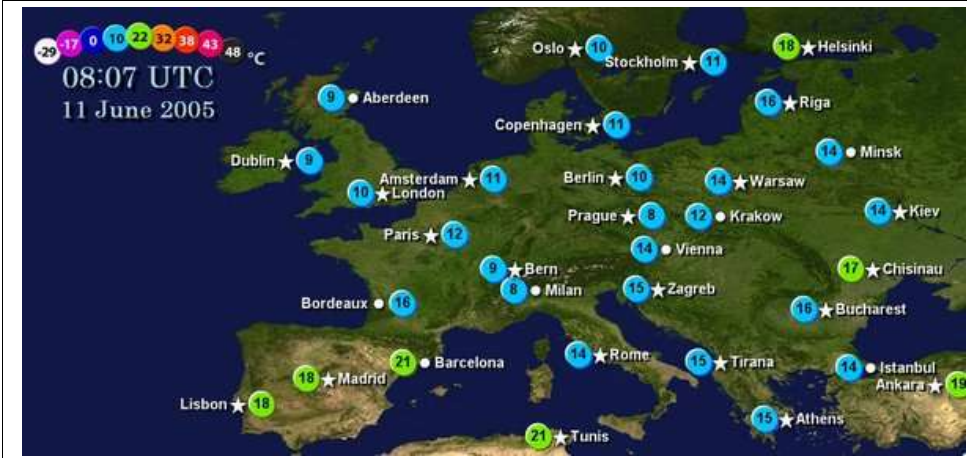 -29 -17 0 10 22 32 38 43 48 °C
08:07 UTC
11 June 2005
Oslo 10
Stockholm 11
18 Helsinki
9 Aberdeen
16 Riga
Copenhagen 11
14 Minsk
Dublin 9
Amsterdam 11
10 London
Berlin 10
14 Warsaw
Prague 8
12 Krakow
14 Kiev
Paris 12
14 Vienna
9 Bern
17 Chisinau
8 Milan
15 Zagreb
Bordeaux 16
16 Bucharest
14 Rome
15 Tirana
21 Barcelona
14 Istanbul
18 Madrid
Ankara 19
Lisbon 18
15 Athens
21 Tunis